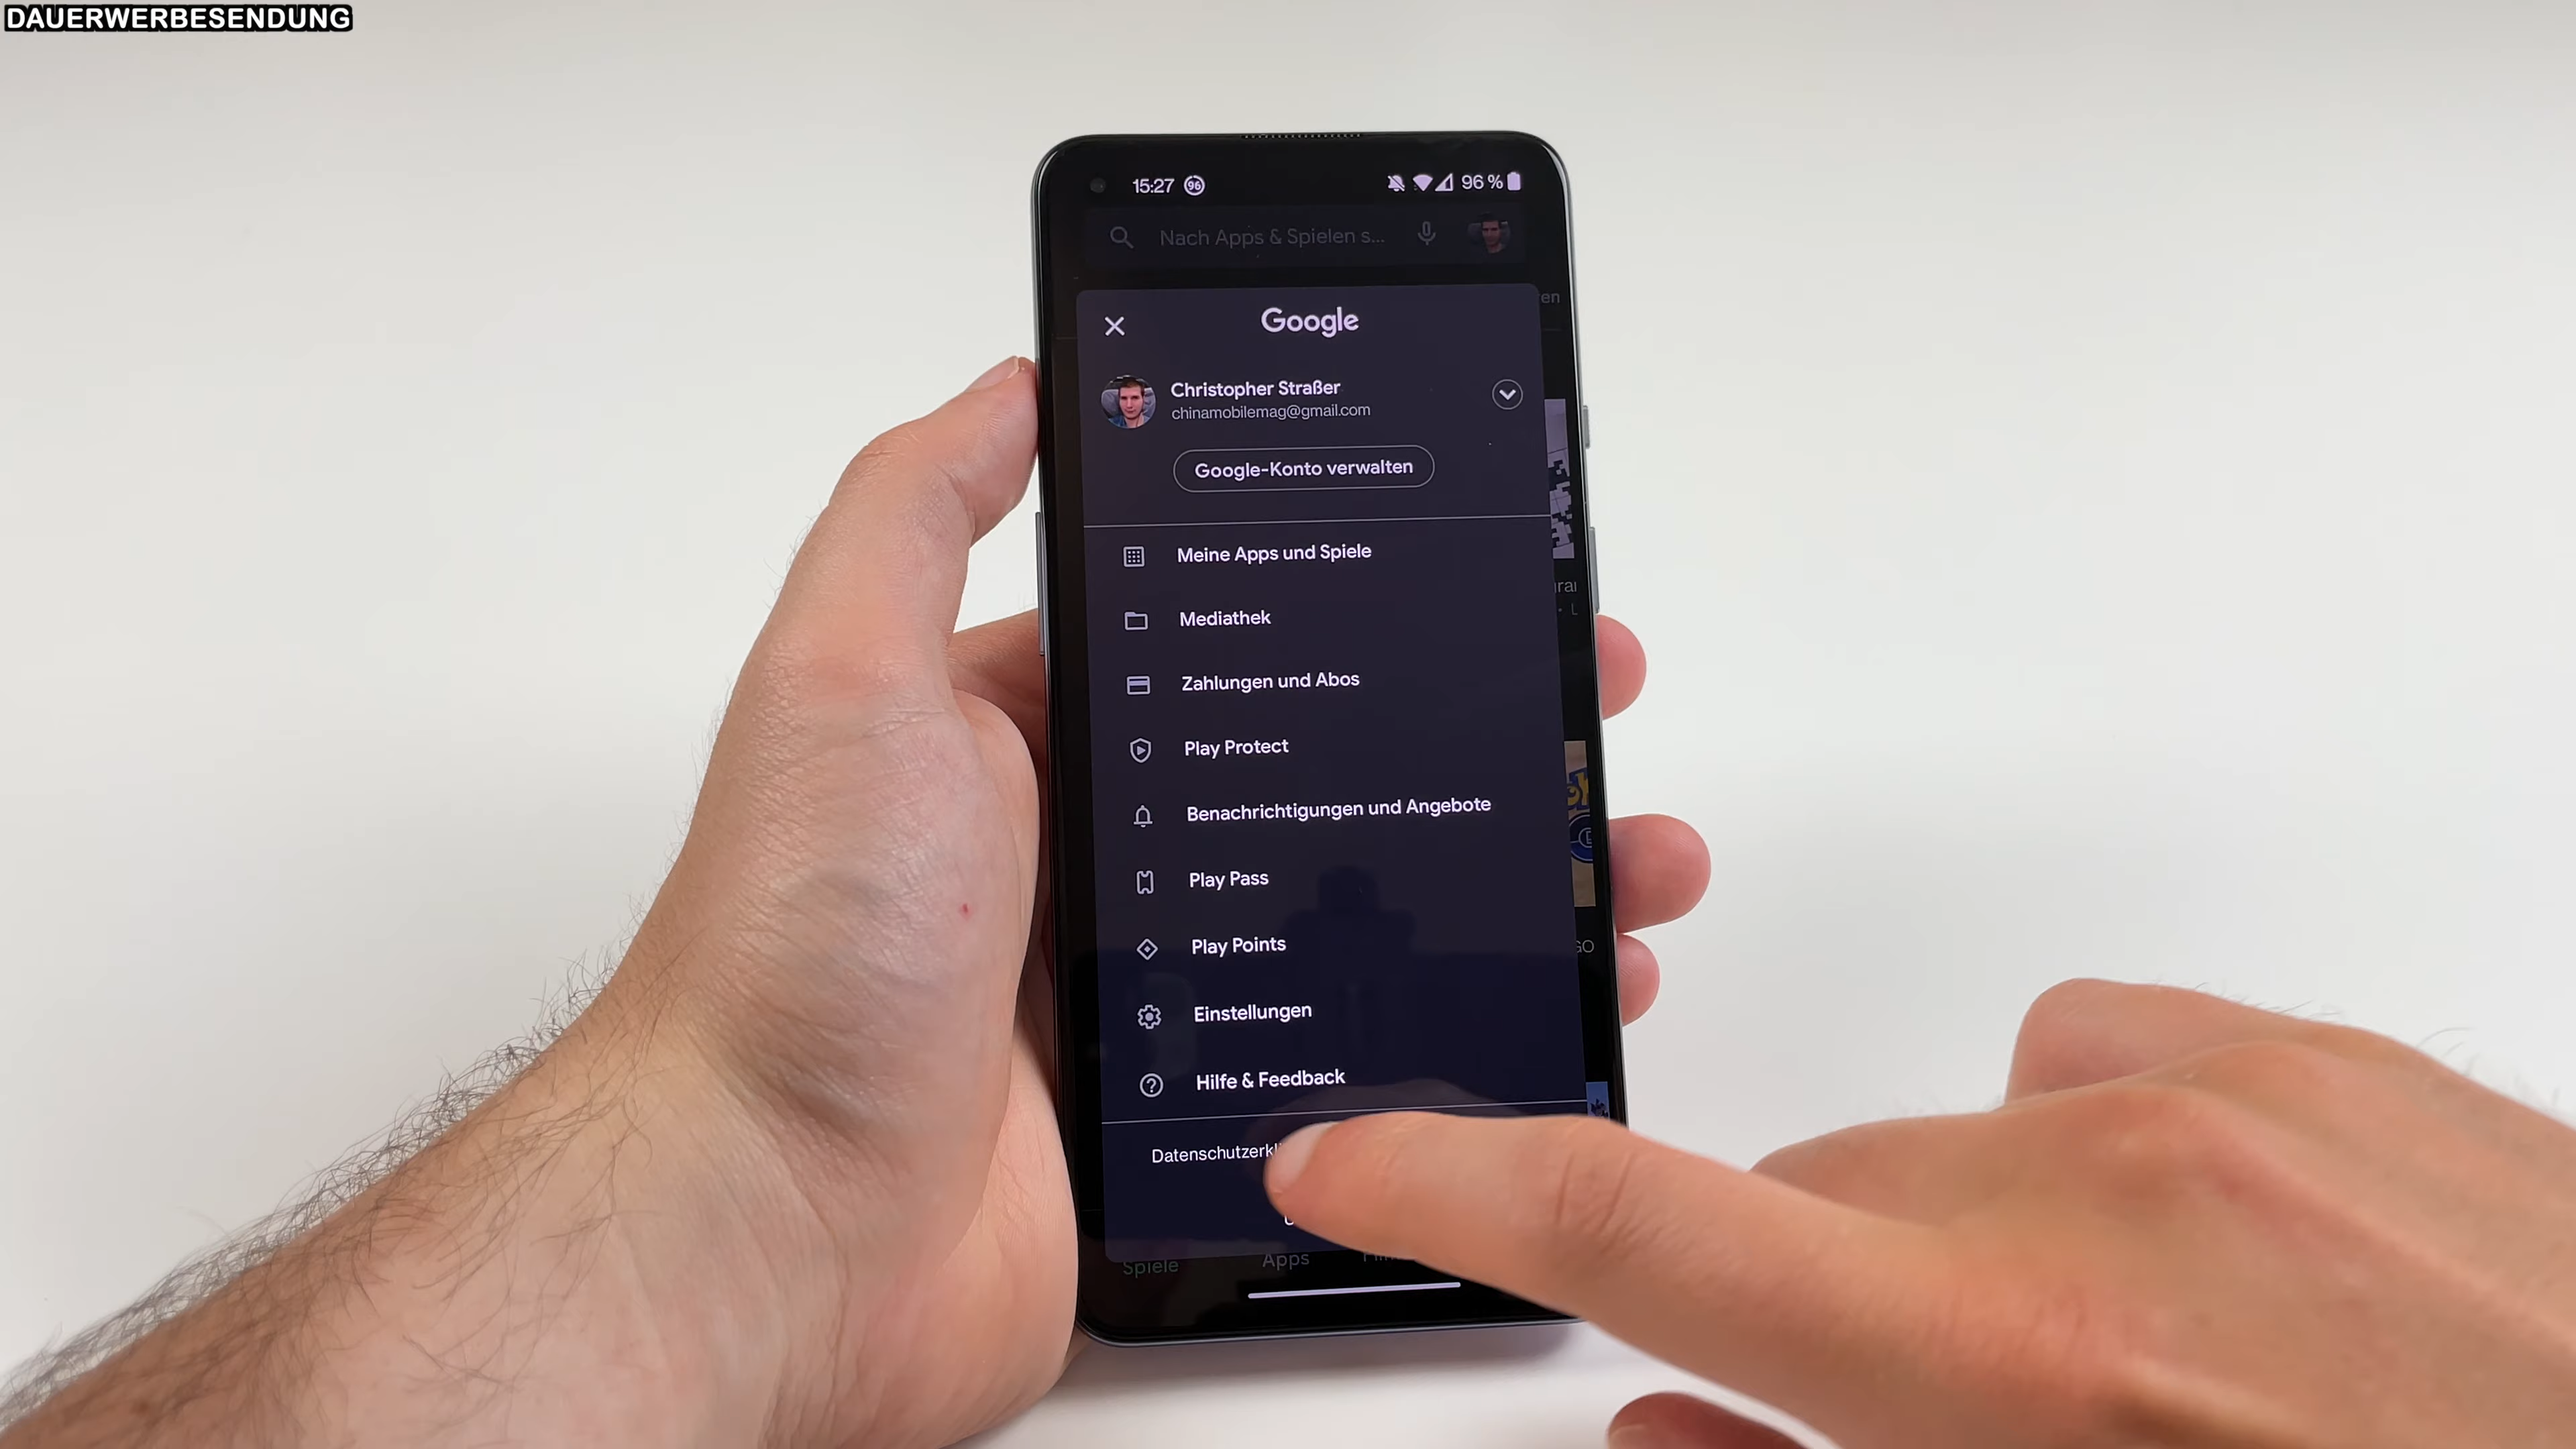 DAUERWERBESENDUNG
15:27 96 96 %
Nach Apps & Spielen s...
en
Google
Christopher Straßer
chinamobilemag@gmail.com
Google-Konto verwalten
Meine Apps und Spiele
Mediathek
Zahlungen und Abos
Play Protect
Benachrichtigungen und Angebote
Play Pass
Play Points
GO
Einstellungen
Hilfe & Feedback
Spiele Apps